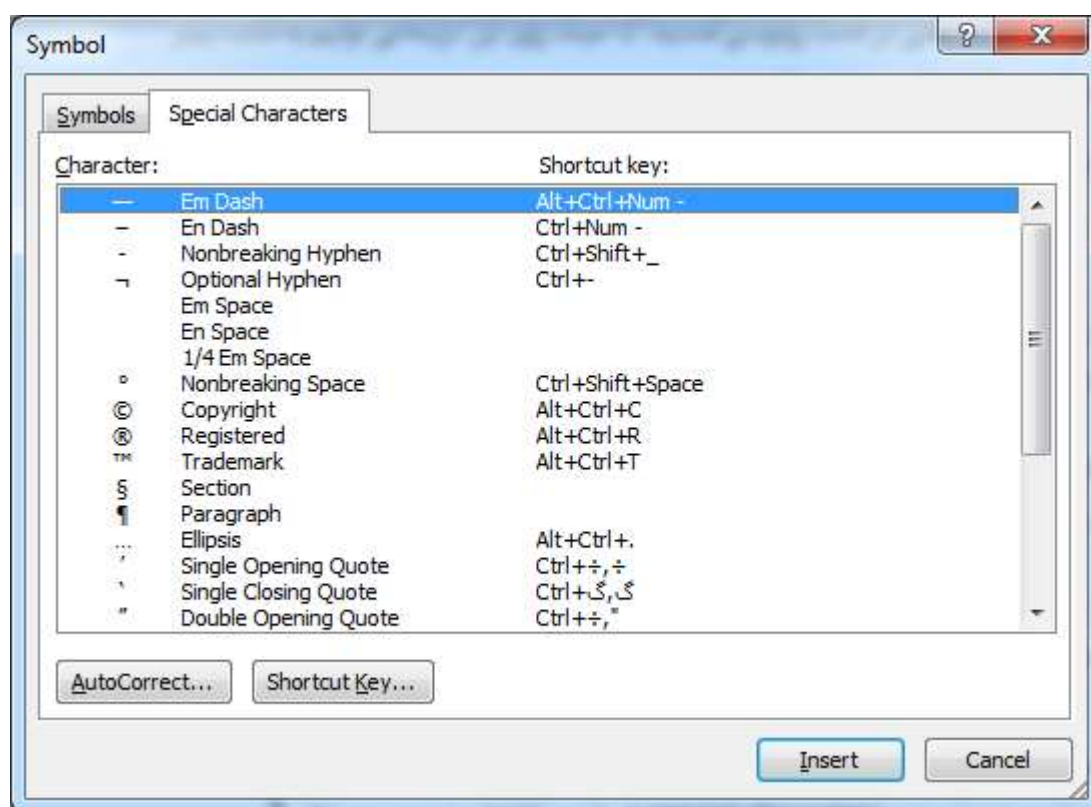 Symbol
Symbols Special Characters
Character: Shortcut key:
— Em Dash Alt+Ctrl+Num -
– En Dash Ctrl+Num -
- Nonbreaking Hyphen Ctrl+Shift+_
¬ Optional Hyphen Ctrl+-
Em Space
En Space
1/4 Em Space
° Nonbreaking Space Ctrl+Shift+Space
© Copyright Alt+Ctrl+C
® Registered Alt+Ctrl+R
™ Trademark Alt+Ctrl+T
§ Section
¶ Paragraph
… Ellipsis Alt+Ctrl+.
’ Single Opening Quote Ctrl+÷,÷
‘ Single Closing Quote Ctrl+گ,گ
” Double Opening Quote Ctrl+÷,"
AutoCorrect... Shortcut Key...
Insert Cancel